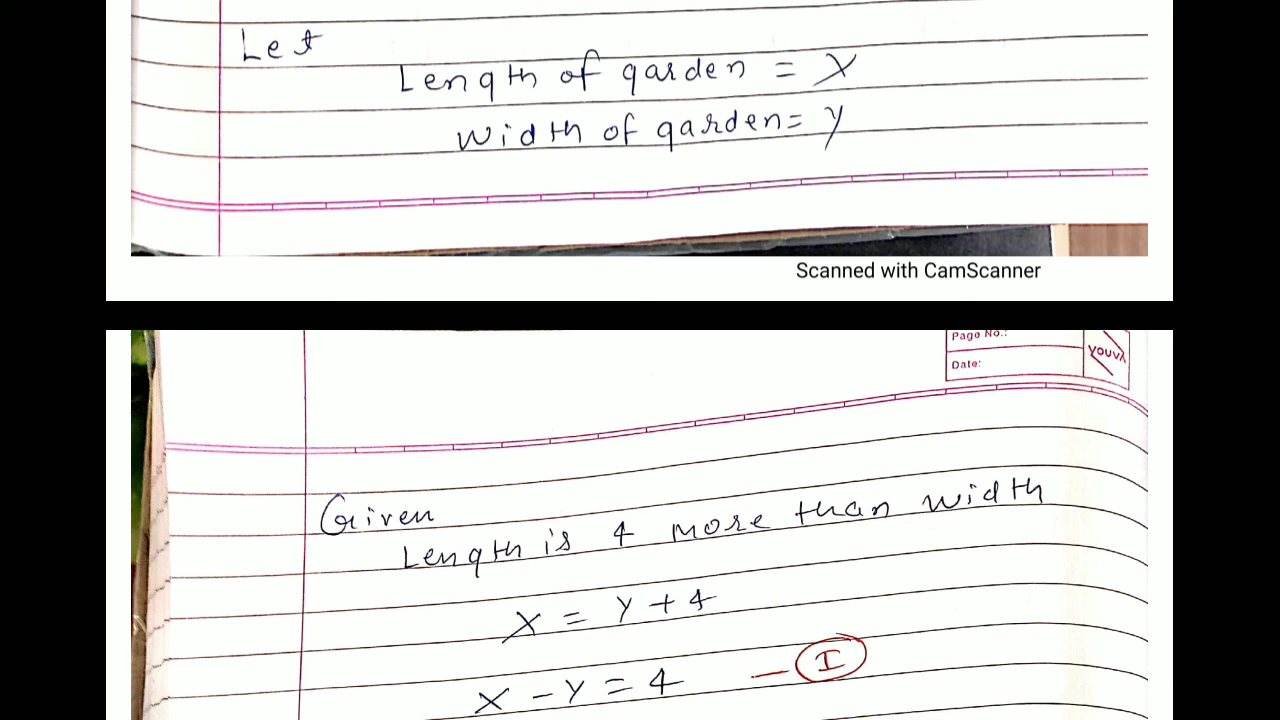 Let
Length of garden = X
Width of garden = Y
Scanned with CamScanner
Page No.:
Date:
YOUVA
Given
Length is 4 more than width
X = Y + 4
X - Y = 4 — I